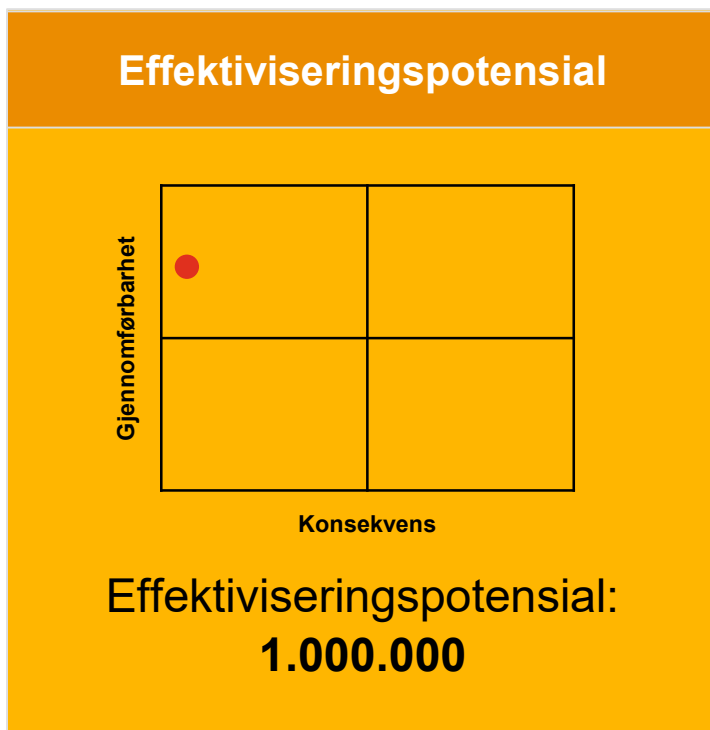 Effektiviseringspotensial
Gjennomførbarhet
Konsekvens
Effektiviseringspotensial:
1.000.000